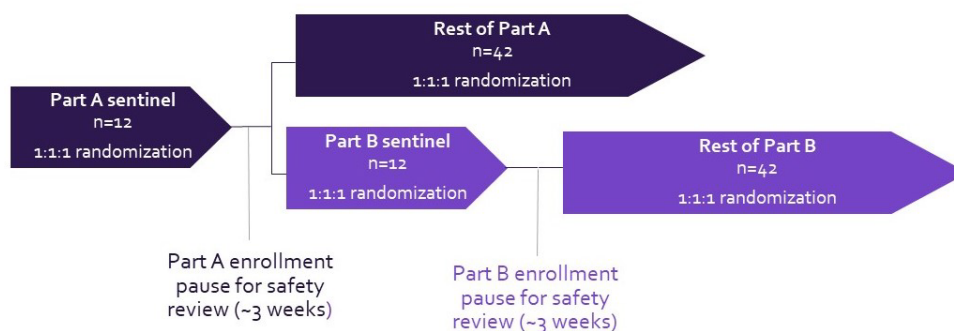 Rest of Part A
n=42
1:1:1 randomization
Part A sentinel
n=12
1:1:1 randomization
Part B sentinel
n=12
1:1:1 randomization
Rest of Part B
n=42
1:1:1 randomization
Part A enrollment
pause for safety
review (~3 weeks)
Part B enrollment
pause for safety
review (~3 weeks)